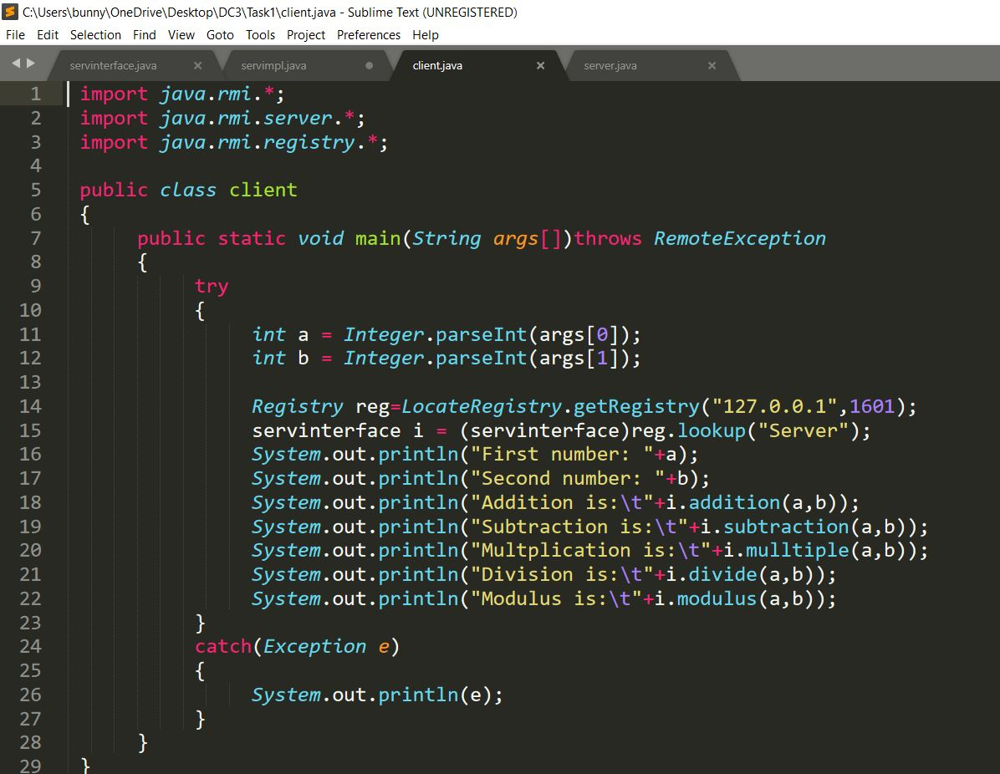 C:\Users\bunny\OneDrive\Desktop\DC3\Task1\client.java - Sublime Text (UNREGISTERED)
File Edit Selection Find View Goto Tools Project Preferences Help
servinterface.java servimpl.java client.java server.java
1 import java.rmi.*;
2 import java.rmi.server.*;
3 import java.rmi.registry.*;
4
5 public class client
6 {
7 public static void main(String args[])throws RemoteException
8 {
9 try
10 {
11 int a = Integer.parseInt(args[0]);
12 int b = Integer.parseInt(args[1]);
13
14 Registry reg=LocateRegistry.getRegistry("127.0.0.1",1601);
15 servinterface i = (servinterface)reg.lookup("Server");
16 System.out.println("First number: "+a);
17 System.out.println("Second number: "+b);
18 System.out.println("Addition is:\t"+i.addition(a,b));
19 System.out.println("Subtraction is:\t"+i.subtraction(a,b));
20 System.out.println("Multplication is:\t"+i.mulltiple(a,b));
21 System.out.println("Division is:\t"+i.divide(a,b));
22 System.out.println("Modulus is:\t"+i.modulus(a,b));
23 }
24 catch(Exception e)
25 {
26 System.out.println(e);
27 }
28 }
29 }